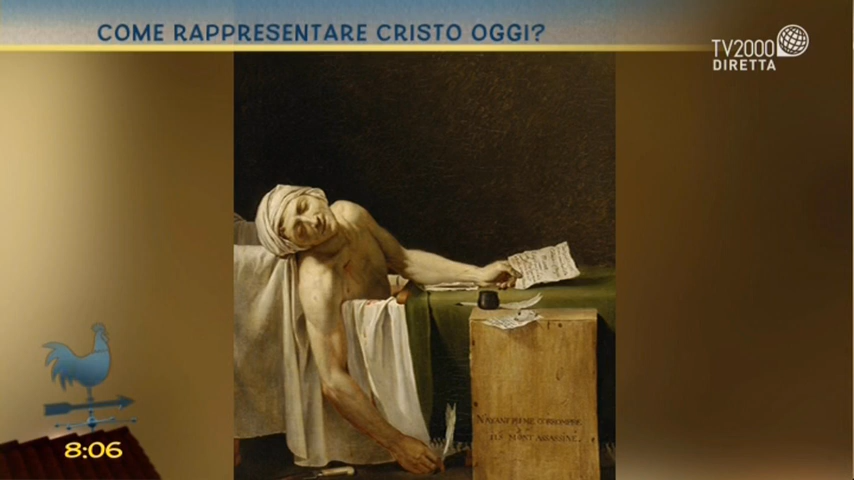 COME RAPPRESENTARE CRISTO OGGI?
TV2000
DIRETTA
N'AYANT PU ME CORROMPRE
ILS M'ONT ASSASSINÉ.
8:06